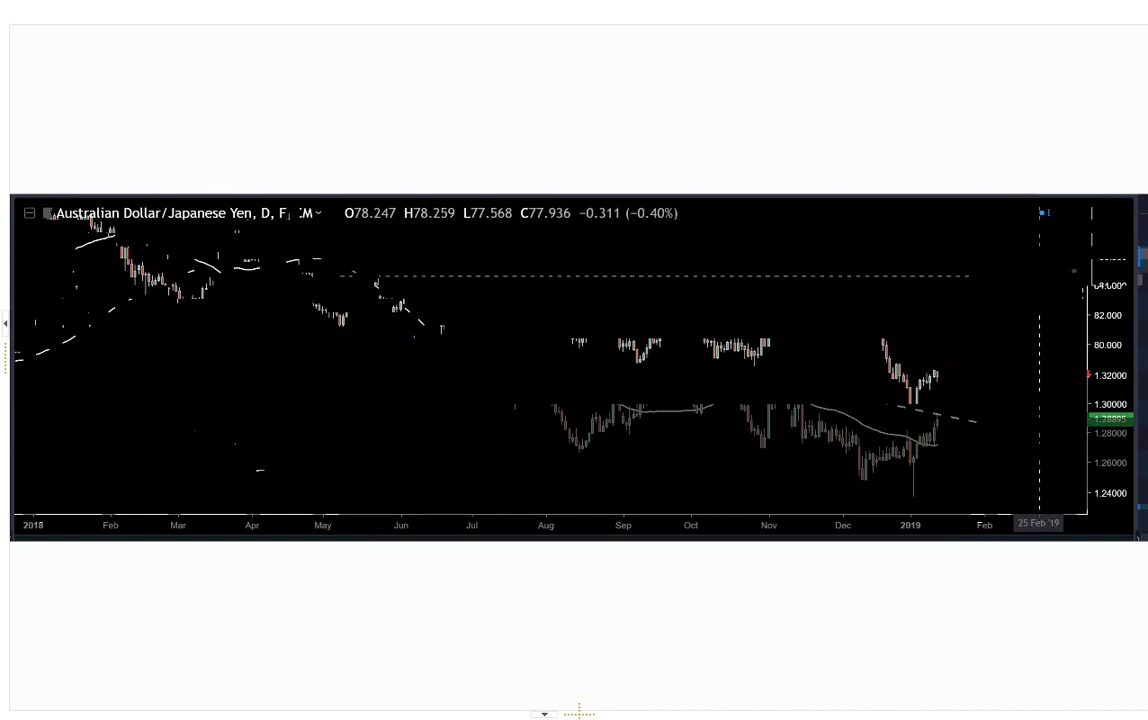 Australian Dollar/Japanese Yen, D, F
O78.247 H78.259 L77.568 C77.936 −0.311 (−0.40%)
82.000
80.000
1.32000
1.30000
1.28000
1.26000
1.24000
2018 Feb Mar Apr May Jun Jul Aug Sep Oct Nov Dec 2019 Feb 25 Feb '19